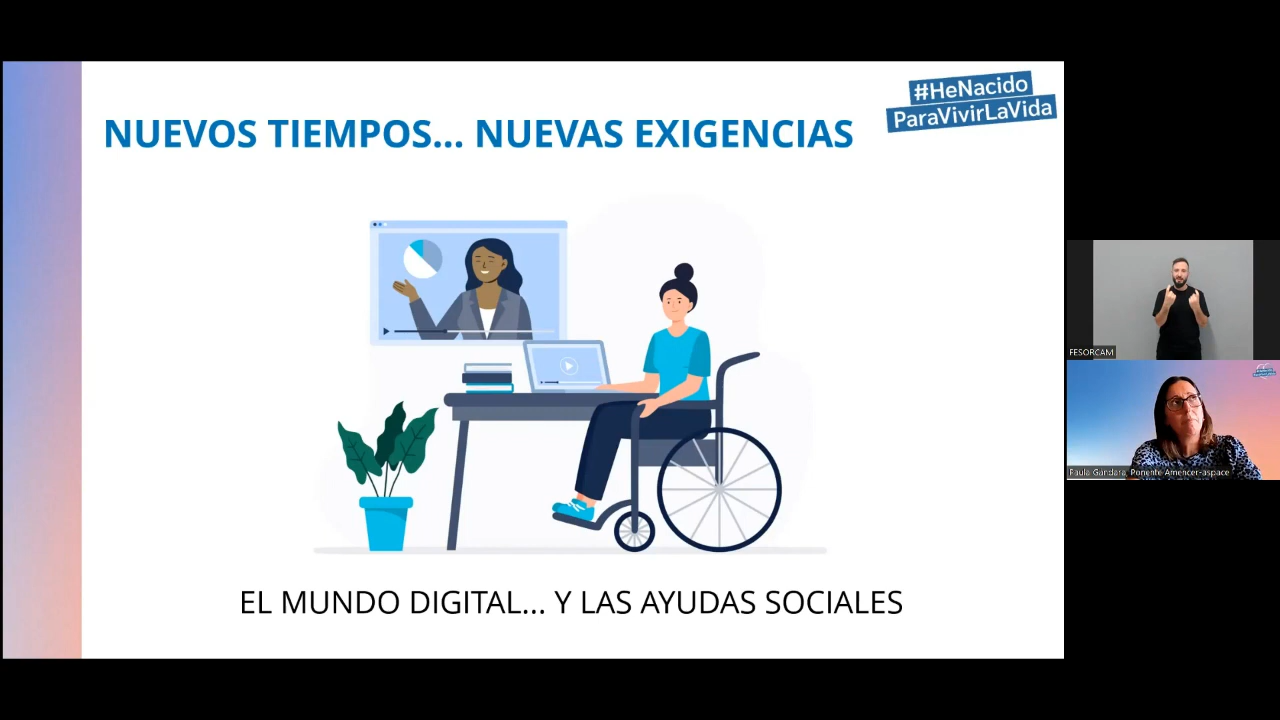 #HeNacido
ParaVivirLaVida
NUEVOS TIEMPOS... NUEVAS EXIGENCIAS
EL MUNDO DIGITAL... Y LAS AYUDAS SOCIALES
FESORCAM
Paula Gandara, Ponente Amencer-aspace